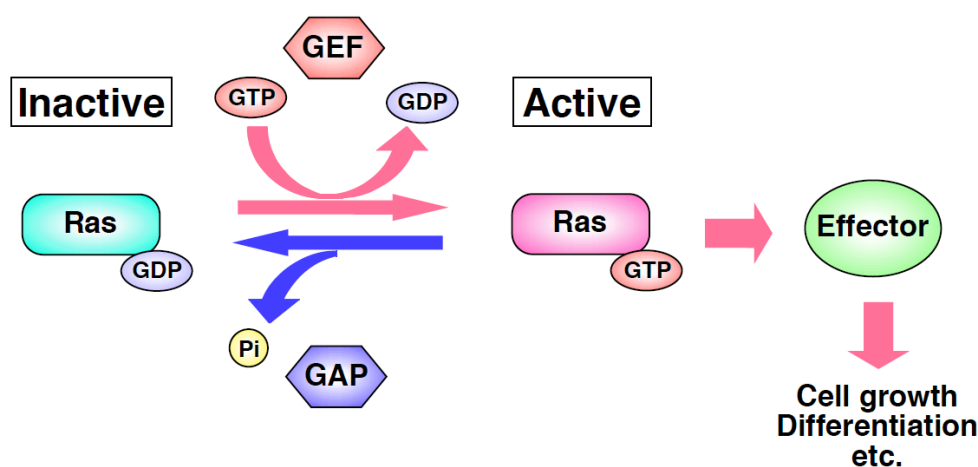 GEF
Inactive
GTP
GDP
Active
Ras
GDP
Ras
GTP
Effector
Pi
GAP
Cell growth
Differentiation
etc.